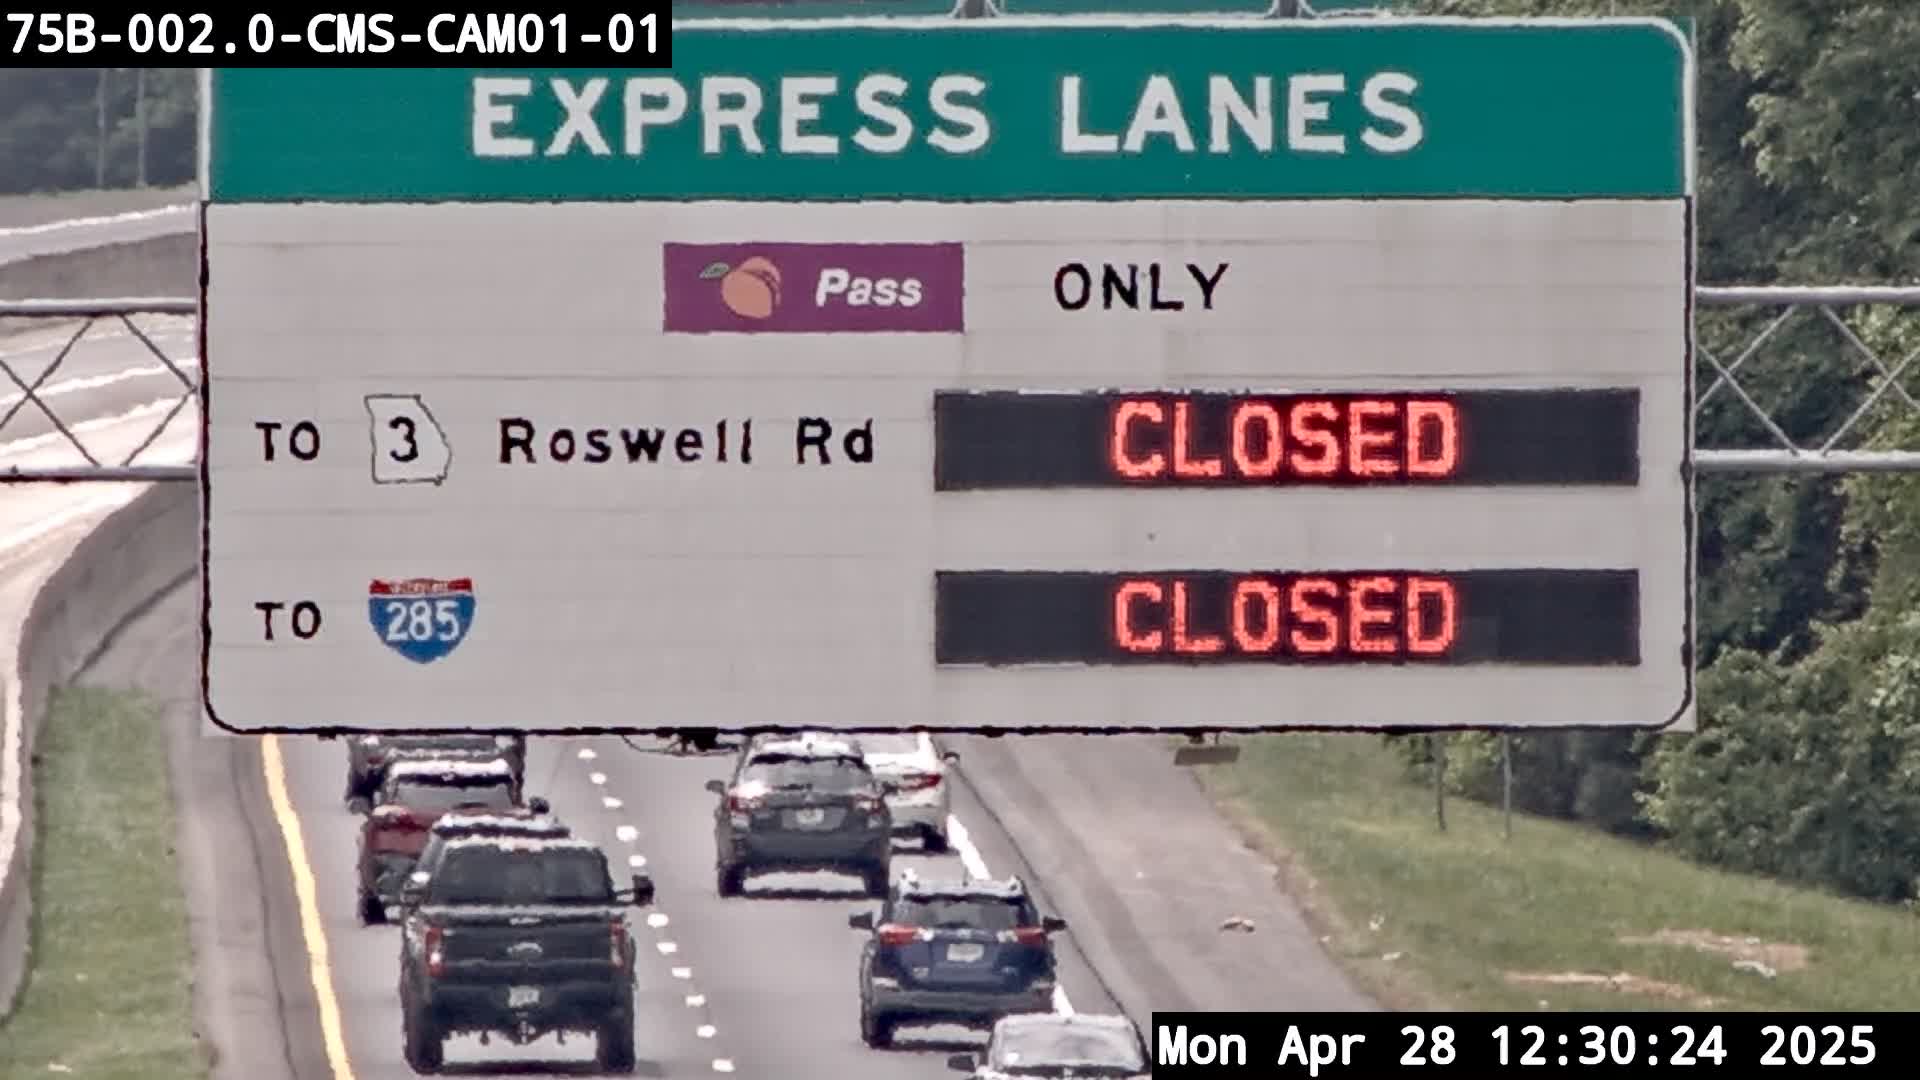 75B-002.0-CMS-CAM01-01
EXPRESS LANES
Pass ONLY
TO 3 Roswell Rd CLOSED
TO 285 CLOSED
Mon Apr 28 12:30:24 2025